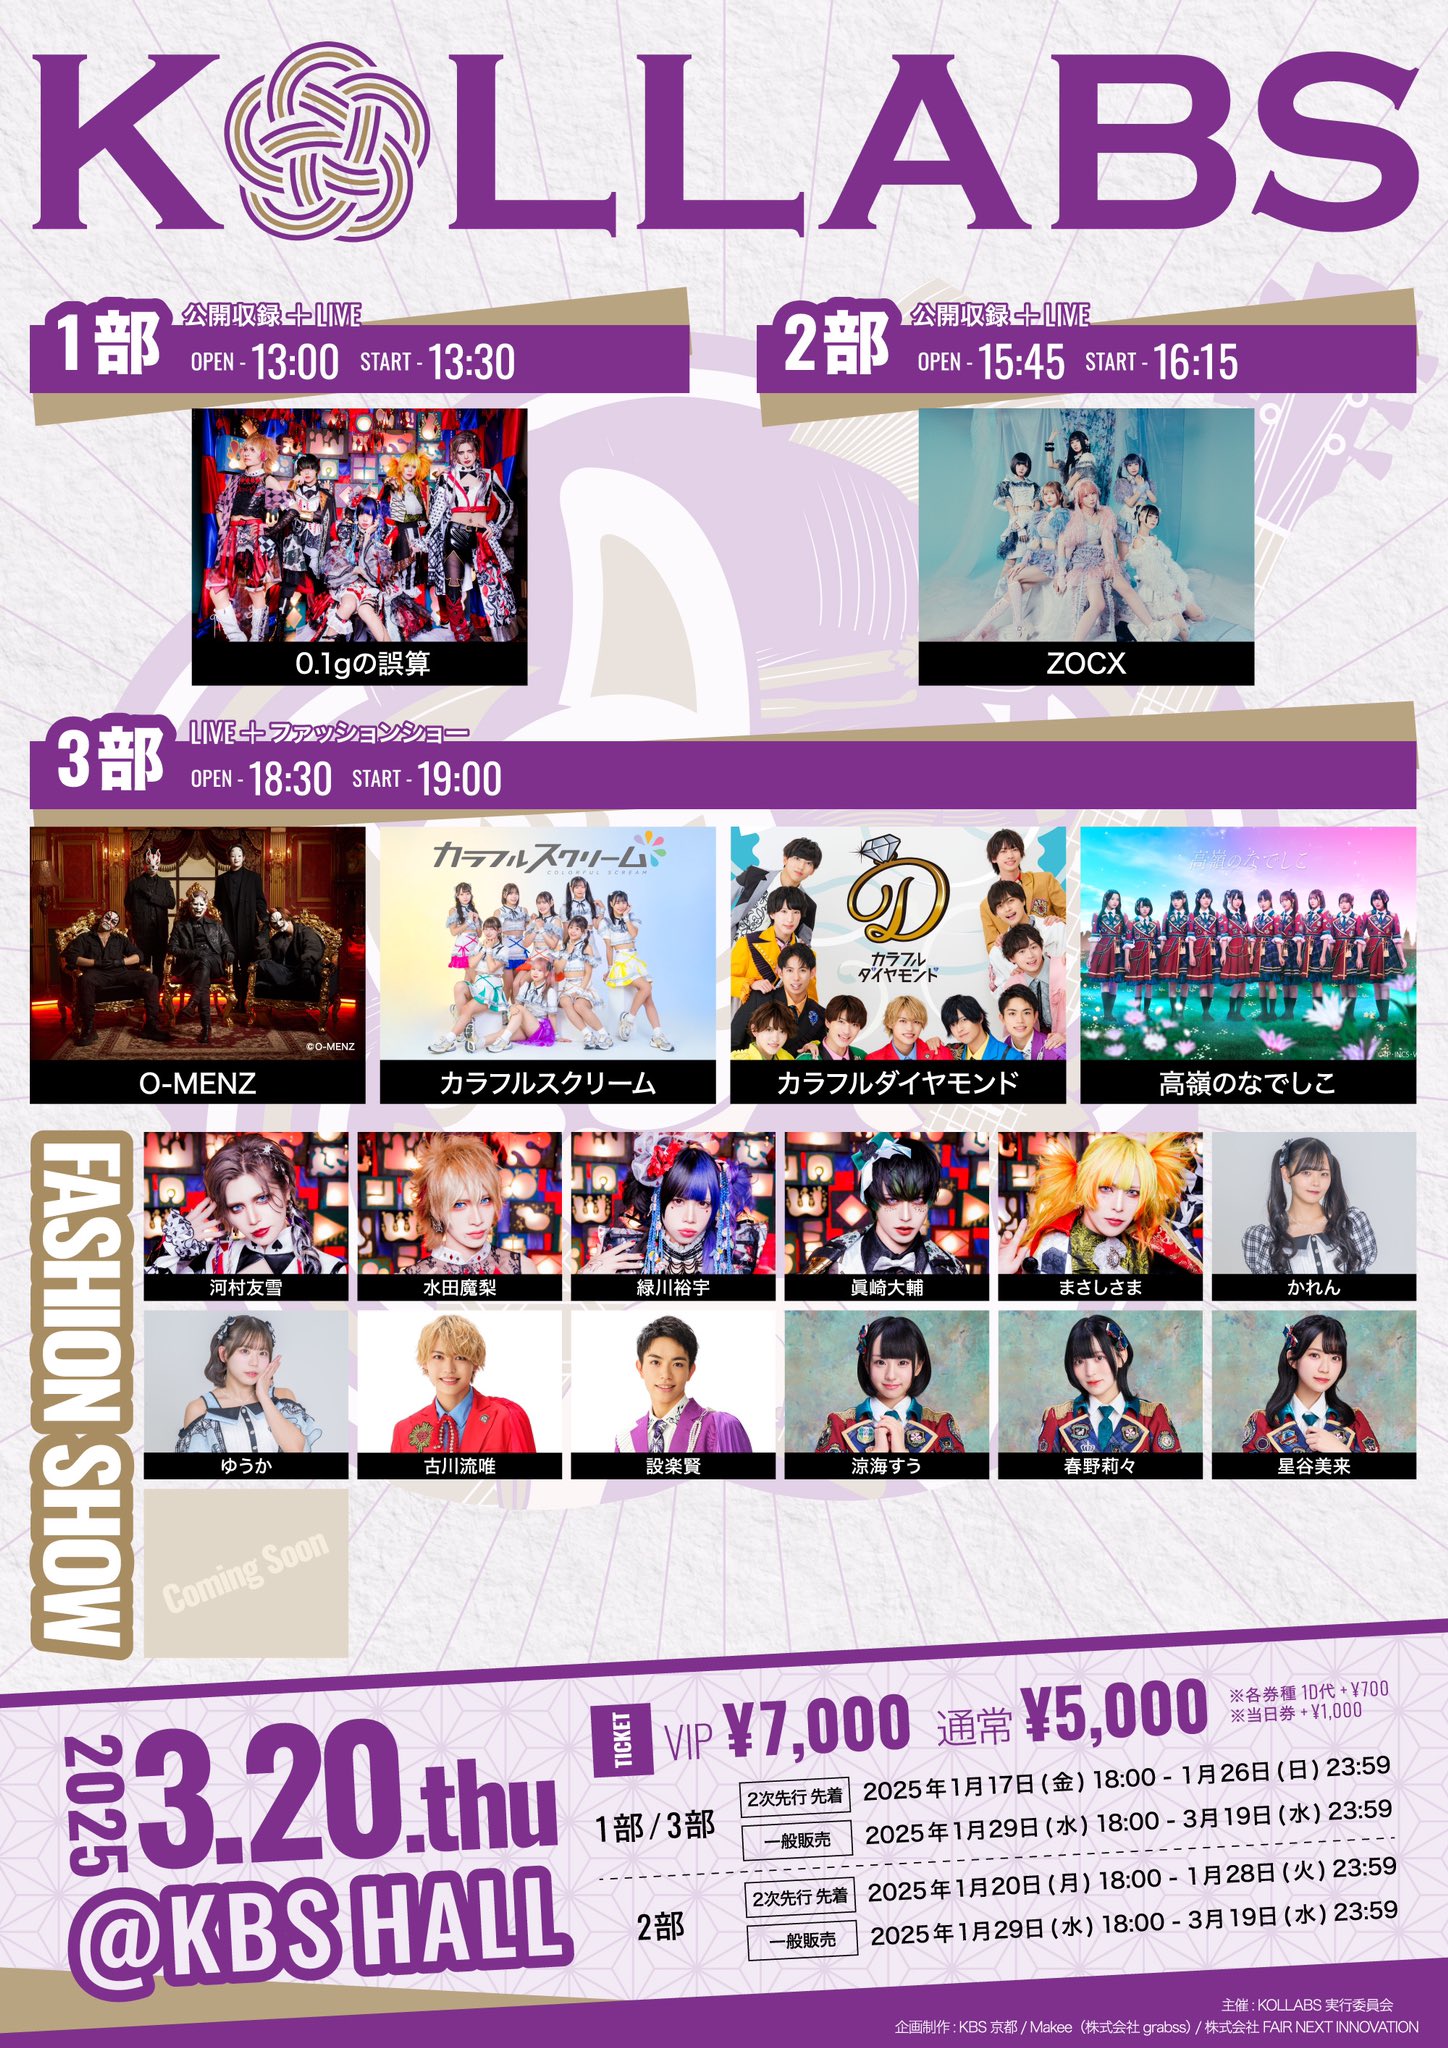 KOLLABS
1部
公開収録＋LIVE
OPEN - 13:00 START - 13:30
0.1gの誤算
2部
公開収録＋LIVE
OPEN - 15:45 START - 16:15
ZOCX
3部
LIVE＋ファッションショー
OPEN - 18:30 START - 19:00
©O-MENZ
O-MENZ
カラフルスクリーム
COLORFUL SCREAM
カラフルスクリーム
D
カラフル
ダイヤモンド
カラフルダイヤモンド
高嶺のなでしこ
高嶺のなでしこ
FASHION SHOW
河村友雪
水田魔梨
緑川裕宇
眞崎大輔
まさしさま
かれん
ゆうか
古川流唯
設楽賢
涼海すう
春野莉々
星谷美来
Coming Soon
2025
3.20.thu
@KBS HALL
TICKET
VIP ¥7,000 通常 ¥5,000
※各券種 1D代 + ¥700
※当日券 + ¥1,000
1部 / 3部
2次先行 先着 2025年1月17日(金) 18:00 - 1月26日(日) 23:59
一般販売 2025年1月29日(水) 18:00 - 3月19日(水) 23:59
2部
2次先行 先着 2025年1月20日(月) 18:00 - 1月28日(火) 23:59
一般販売 2025年1月29日(水) 18:00 - 3月19日(水) 23:59
主催 : KOLLABS 実行委員会
企画制作 : KBS 京都 / Makee（株式会社 grabss）/ 株式会社 FAIR NEXT INNOVATION